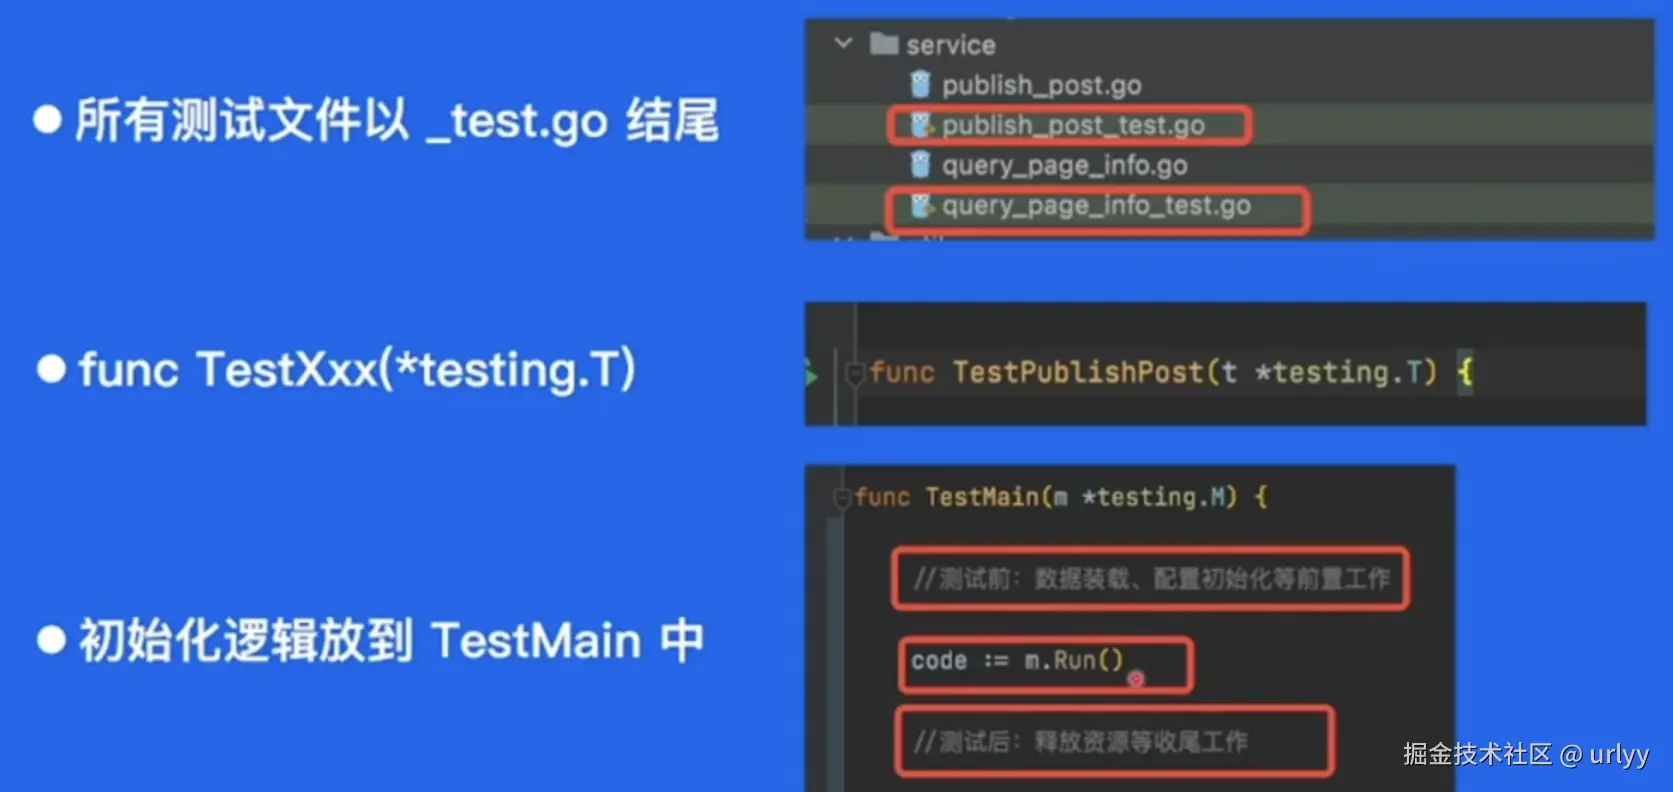 ● 所有测试文件以 _test.go 结尾
service
publish_post.go
publish_post_test.go
query_page_info.go
query_page_info_test.go
● func TestXxx(*testing.T)
func TestPublishPost(t *testing.T) {
● 初始化逻辑放到 TestMain 中
func TestMain(m *testing.M) {
//测试前：数据装载、配置初始化等前置工作
code := m.Run()
//测试后：释放资源等收尾工作
掘金技术社区 @ urlyy